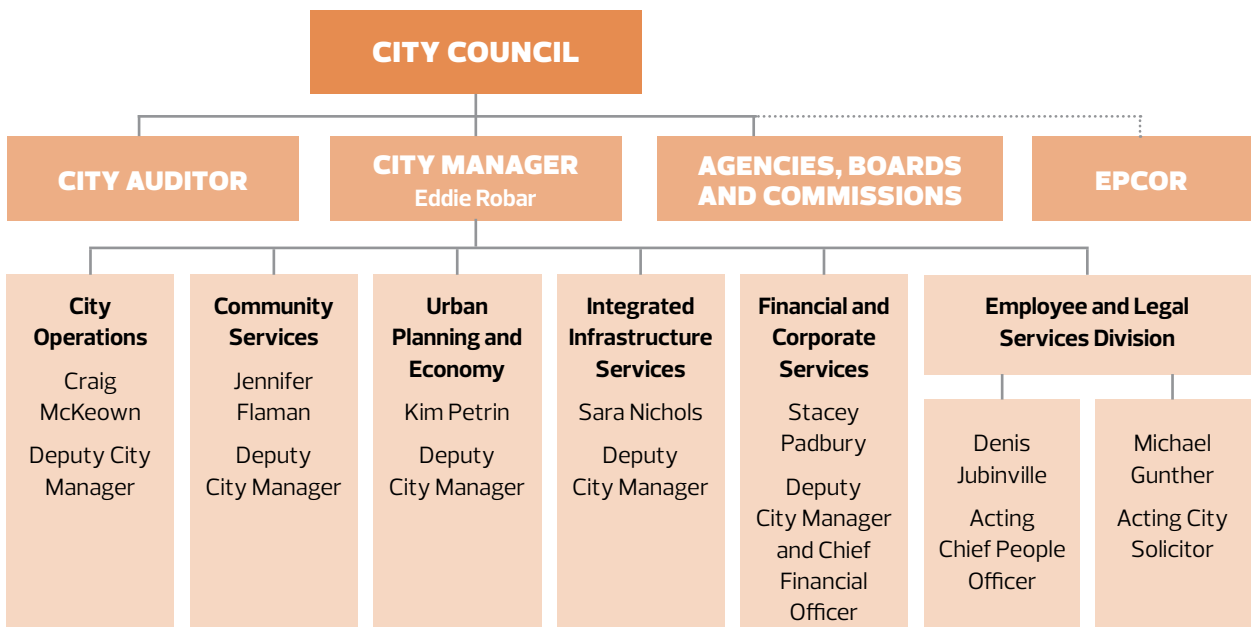 CITY COUNCIL
CITY AUDITOR
CITY MANAGER
Eddie Robar
AGENCIES, BOARDS
AND COMMISSIONS
EPCOR
City
Operations
Craig
McKeown
Deputy City
Manager
Community
Services
Jennifer
Flaman
Deputy
City Manager
Urban
Planning and
Economy
Kim Petrin
Deputy
City Manager
Integrated
Infrastructure
Services
Sara Nichols
Deputy
City Manager
Financial and
Corporate
Services
Stacey
Padbury
Deputy
City Manager
and Chief
Financial
Officer
Employee and Legal
Services Division
Denis
Jubinville
Acting
Chief People
Officer
Michael
Gunther
Acting City
Solicitor